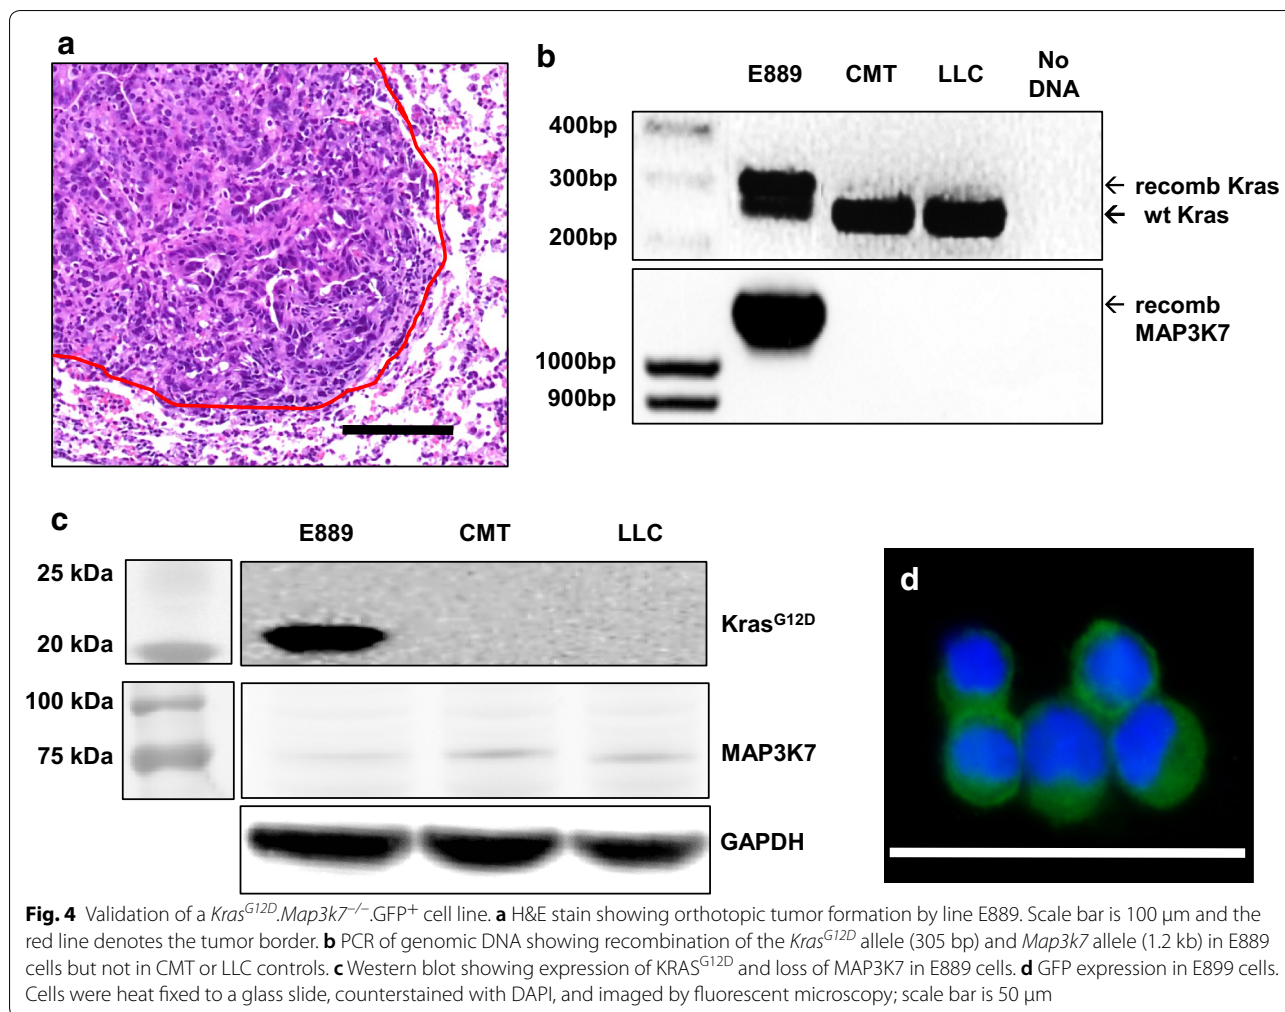 a
b
E889 CMT LLC No DNA
400bp
300bp
200bp
← recomb Kras
← wt Kras
← recomb
MAP3K7
1000bp
900bp
c
E889 CMT LLC
25 kDa
20 kDa
KrasG12D
100 kDa
75 kDa
MAP3K7
GAPDH
d
Fig. 4 Validation of a KrasG12D.Map3k7−/−.GFP+ cell line. a H&E stain showing orthotopic tumor formation by line E889. Scale bar is 100 μm and the
red line denotes the tumor border. b PCR of genomic DNA showing recombination of the KrasG12D allele (305 bp) and Map3k7 allele (1.2 kb) in E889
cells but not in CMT or LLC controls. c Western blot showing expression of KRASG12D and loss of MAP3K7 in E889 cells. d GFP expression in E899 cells.
Cells were heat fixed to a glass slide, counterstained with DAPI, and imaged by fluorescent microscopy; scale bar is 50 μm